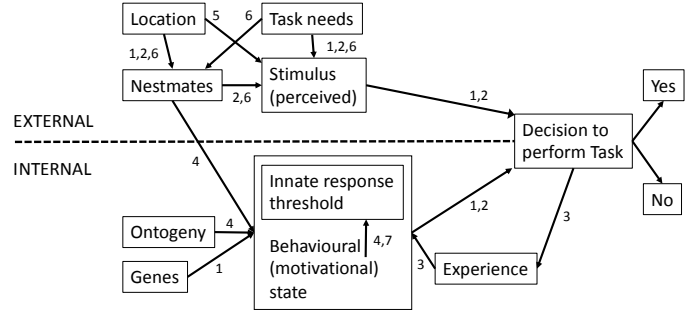 Location
5
6
Task needs
1,2,6
1,2,6
Nestmates
2,6
Stimulus
(perceived)
1,2
Yes
EXTERNAL
Decision to
perform Task
INTERNAL
4
No
Innate response
threshold
1,2
3
Ontogeny
4
Behavioural
(motivational)
state
4,7
Genes
1
3
Experience